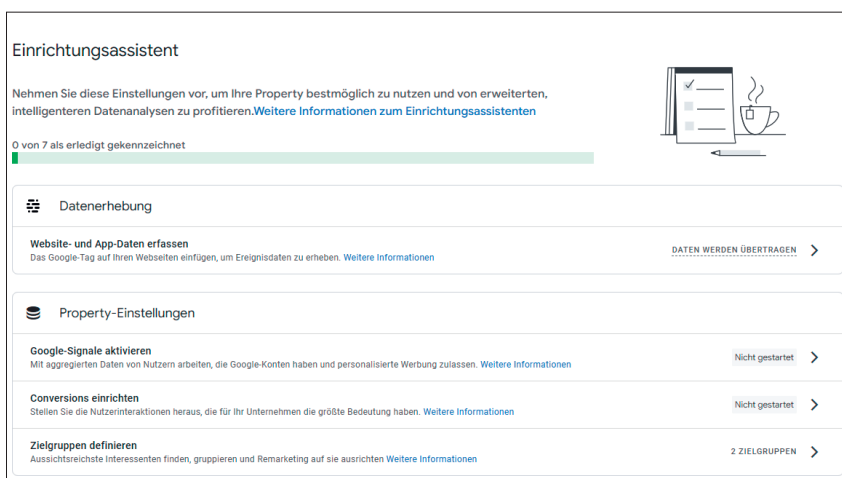 Einrichtungsassistent
Nehmen Sie diese Einstellungen vor, um Ihre Property bestmöglich zu nutzen und von erweiterten,
intelligenteren Datenanalysen zu profitieren.Weitere Informationen zum Einrichtungsassistenten
0 von 7 als erledigt gekennzeichnet
Datenerhebung
Website- und App-Daten erfassen
Das Google-Tag auf Ihren Webseiten einfügen, um Ereignisdaten zu erheben. Weitere Informationen
DATEN WERDEN ÜBERTRAGEN
Property-Einstellungen
Google-Signale aktivieren
Mit aggregierten Daten von Nutzern arbeiten, die Google-Konten haben und personalisierte Werbung zulassen. Weitere Informationen
Nicht gestartet
Conversions einrichten
Stellen Sie die Nutzerinteraktionen heraus, die für Ihr Unternehmen die größte Bedeutung haben. Weitere Informationen
Nicht gestartet
Zielgruppen definieren
Aussichtsreichste Interessenten finden, gruppieren und Remarketing auf sie ausrichten Weitere Informationen
2 ZIELGRUPPEN